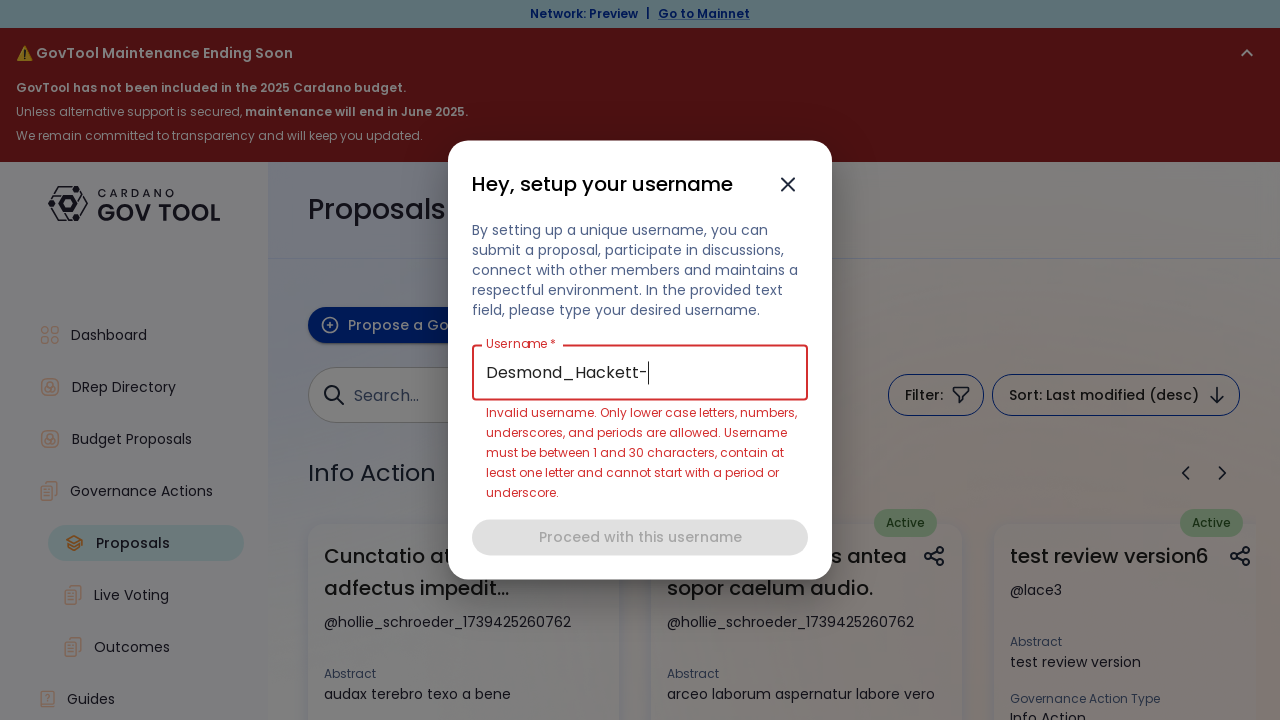 Network: Preview | Go to Mainnet
⚠️ GovTool Maintenance Ending Soon
GovTool has not been included in the 2025 Cardano budget.
Unless alternative support is secured, maintenance will end in June 2025.
We remain committed to transparency and will keep you updated.
CARDANO
GOV TOOL
Dashboard
DRep Directory
Budget Proposals
Governance Actions
Proposals
Live Voting
Outcomes
Guides
Proposals
Propose a Go
Search...
Filter:
Sort: Last modified (desc)
Info Action
Hey, setup your username
By setting up a unique username, you can
submit a proposal, participate in discussions,
connect with other members and maintains a
respectful environment. In the provided text
field, please type your desired username.
Username *
Desmond_Hackett-
Invalid username. Only lower case letters, numbers,
underscores, and periods are allowed. Username
must be between 1 and 30 characters, contain at
least one letter and cannot start with a period or
underscore.
Proceed with this username
Cunctatio at
adfectus impedit...
@hollie_schroeder_1739425260762
Abstract
audax terebro texo a bene
Active
antea
sopor caelum audio.
@hollie_schroeder_1739425260762
Abstract
arceo laborum aspernatur labore vero
Active
test review version6
@lace3
Abstract
test review version
Governance Action Type
Info Action